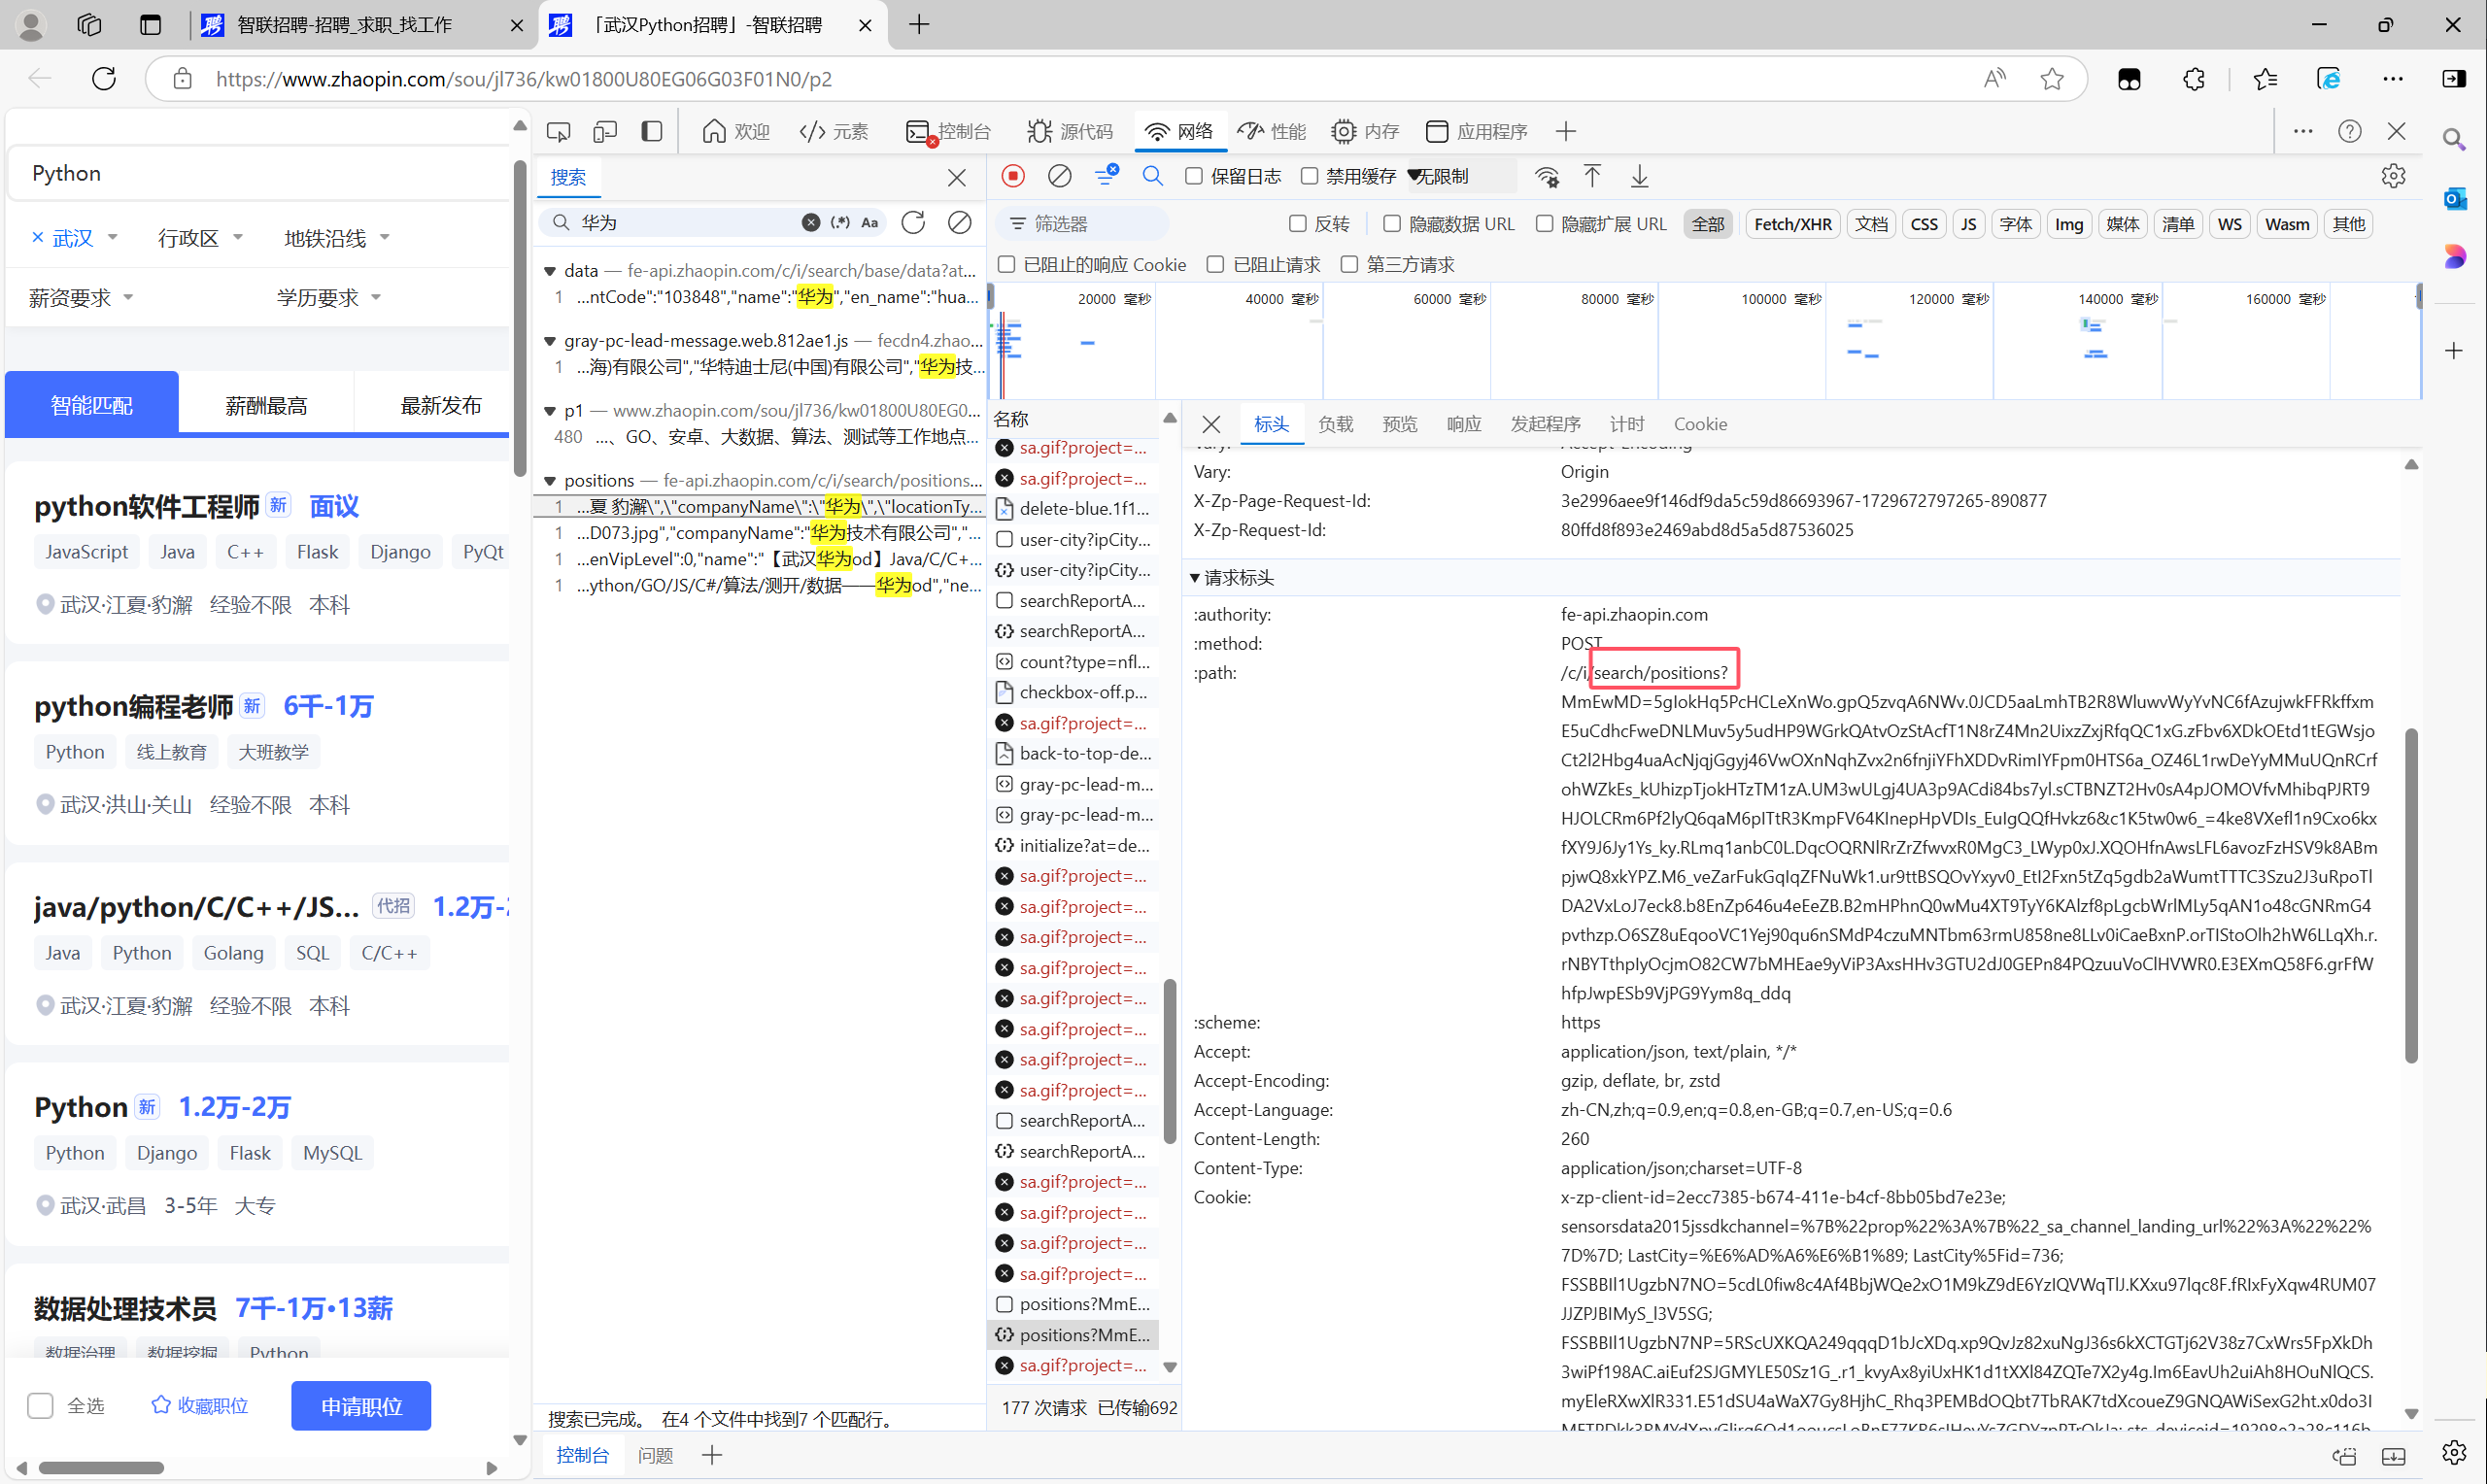 智联招聘-招聘_求职_找工作
「武汉Python招聘」-智联招聘
https://www.zhaopin.com/sou/jl736/kw01800U80EG06G03F01N0/p2
Python
武汉 行政区 地铁沿线
薪资要求 学历要求
智能匹配 薪酬最高 最新发布
python软件工程师 新 面议
JavaScript Java C++ Flask Django PyQt
武汉·江夏·豹澥 经验不限 本科
python编程老师 新 6千-1万
Python 线上教育 大班教学
武汉·洪山·关山 经验不限 本科
java/python/C/C++/JS... 代招 1.2万-
Java Python Golang SQL C/C++
武汉·江夏·豹澥 经验不限 本科
Python 新 1.2万-2万
Python Django Flask MySQL
武汉·武昌 3-5年 大专
数据处理技术员 7千-1万·13薪
数据治理 数据挖掘 Python
全选 收藏职位 申请职位
欢迎 元素 控制台 源代码 网络 性能 内存 应用程序
搜索
华为
data — fe-api.zhaopin.com/c/i/search/base/data?at...
1 ...ntCode":"103848","name":"华为","en_name":"hua...
gray-pc-lead-message.web.812ae1.js — fecdn4.zhao...
1 ...海)有限公司","华特迪士尼(中国)有限公司","华为技...
p1 — www.zhaopin.com/sou/jl736/kw01800U80EG0...
480 ...、GO、安卓、大数据、算法、测试等工作地点...
positions — fe-api.zhaopin.com/c/i/search/positions...
1 ...夏 豹澥\",\"companyName\":\"华为\",\"locationTy...
1 ...D073.jpg","companyName":"华为技术有限公司","...
1 ...enVipLevel":0,"name":"【武汉华为od】Java/C/C+...
1 ...ython/GO/JS/C#/算法/测开/数据——华为od","ne...
搜索已完成。 在4 个文件中找到7 个匹配行。
保留日志 禁用缓存 无限制
筛选器 反转 隐藏数据 URL 隐藏扩展 URL 全部 Fetch/XHR 文档 CSS JS 字体 Img 媒体 清单 WS Wasm 其他
已阻止的响应 Cookie 已阻止请求 第三方请求
20000 毫秒 40000 毫秒 60000 毫秒 80000 毫秒 100000 毫秒 120000 毫秒 140000 毫秒 160000 毫秒
名称
sa.gif?project=...
sa.gif?project=...
delete-blue.1f1...
user-city?ipCity...
user-city?ipCity...
searchReportA...
searchReportA...
count?type=nfl...
checkbox-off.p...
sa.gif?project=...
back-to-top-de...
gray-pc-lead-m...
gray-pc-lead-m...
initialize?at=de...
sa.gif?project=...
sa.gif?project=...
sa.gif?project=...
sa.gif?project=...
sa.gif?project=...
sa.gif?project=...
sa.gif?project=...
sa.gif?project=...
searchReportA...
searchReportA...
sa.gif?project=...
sa.gif?project=...
sa.gif?project=...
sa.gif?project=...
positions?MmE...
positions?MmE...
sa.gif?project=...
177 次请求 已传输692
标头 负载 预览 响应 发起程序 计时 Cookie
Vary: Accept-Encoding
Vary: Origin
X-Zp-Page-Request-Id: 3e2996aee9f146df9da5c59d86693967-1729672797265-890877
X-Zp-Request-Id: 80ffd8f893e2469abd8d5a5d87536025
请求标头
:authority: fe-api.zhaopin.com
:method: POST
:path: /c/i/search/positions?
MmEwMD=5gIokHq5PcHCLeXnWo.gpQ5zvqA6NWv.0JCD5aaLmhTB2R8WluwvWyYvNC6fAzujwkFFRkffxm
E5uCdhcFweDNLMuv5y5udHP9WGrkQAtvOzStAcfT1N8rZ4Mn2UixzZxjRfqQC1xG.zFbv6XDkOEtd1tEGWsjo
Ct2l2Hbg4uaAcNjqjGgyj46VwOXnNqhZvx2n6fnjiYFhXDDvRimIYFpm0HTS6a_OZ46L1rwDeYyMMuUQnRCrf
ohWZkEs_kUhizpTjokHTzTM1zA.UM3wULgj4UA3p9ACdi84bs7yl.sCTBNZT2Hv0sA4pJOMOVfvMhibqPJRT9
HJOLCRm6Pf2lyQ6qaM6pITtR3KmpFV64KInepHpVDIs_EuIgQQfHvkz6&c1K5tw0w6_=4ke8VXefl1n9Cxo6kx
fXY9J6Jy1Ys_ky.RLmq1anbC0L.DqcOQRNlRrZrZfwvxR0MgC3_LWyp0xJ.XQOHfnAwsLFL6avozFzHSV9k8ABm
pjwQ8xkYPZ.M6_veZarFukGqIqZFNuWk1.ur9ttBSQOvYxyv0_EtI2Fxn5tZq5gdb2aWumtTTTC3Szu2J3uRpoTl
DA2VxLoJ7eck8.b8EnZp646u4eEeZB.B2mHPhnQ0wMu4XT9TyY6KAlzf8pLgcbWrlMLy5qAN1o48cGNRmG4
pvthzp.O6SZ8uEqooVC1Yej90qu6nSMdP4czuMNTbm63rmU858ne8LLv0iCaeBxnP.orTIStoOlh2hW6LLqXh.r.
rNBYTthpIyOcjmO82CW7bMHEae9yViP3AxsHHv3GTU2dJ0GEPn84PQzuuVoClHVWR0.E3EXmQ58F6.grFfW
hfpJwpESb9VjPG9Yym8q_ddq
:scheme: https
Accept: application/json, text/plain, */*
Accept-Encoding: gzip, deflate, br, zstd
Accept-Language: zh-CN,zh;q=0.9,en;q=0.8,en-GB;q=0.7,en-US;q=0.6
Content-Length: 260
Content-Type: application/json;charset=UTF-8
Cookie: x-zp-client-id=2ecc7385-b674-411e-b4cf-8bb05bd7e23e;
sensorsdata2015jssdkchannel=%7B%22prop%22%3A%7B%22_sa_channel_landing_url%22%3A%22%22%
7D%7D; LastCity=%E6%AD%A6%E6%B1%89; LastCity%5Fid=736;
FSSBBIl1UgzbN7NO=5cdL0fiw8c4Af4BbjWQe2xO1M9kZ9dE6YzIQVWqTlJ.KXxu97lqc8F.fRIxFyXqw4RUM07
JJZPJBIMyS_l3V5SG;
FSSBBIl1UgzbN7NP=5RScUXKQA249qqqD1bJcXDq.xp9QvJz82xuNgJ36s6kXCTGTj62V38z7CxWrs5FpXkDh
3wiPf198AC.aiEuf2SJGMYLE50Sz1G_.r1_kvyAx8yiUxHK1d1tXXl84ZQTe7X2y4g.Im6EavUh2uiAh8HOuNlQCS.
myEleRXwXlR331.E51dSU4aWaX7Gy8HjhC_Rhq3PEMBdOQbt7TbRAK7tdXcoueZ9GNQAWiSexG2ht.x0do3I
控制台 问题